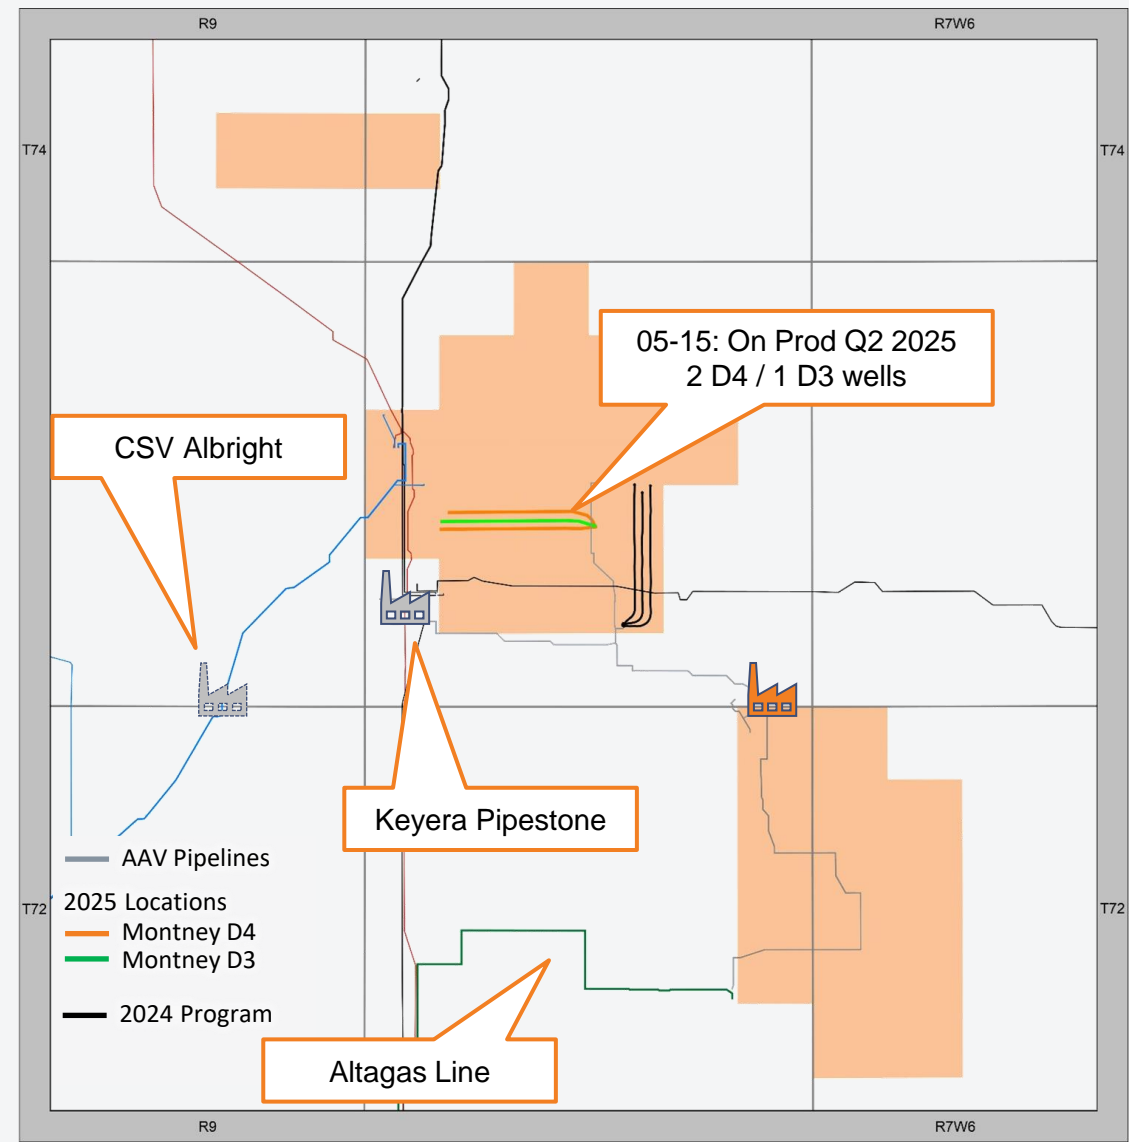 R9
R7W6
T74
T74
05-15: On Prod Q2 2025
2 D4 / 1 D3 wells
CSV Albright
Keyera Pipestone
AAV Pipelines
2025 Locations
T72
T72
Montney D4
Montney D3
2024 Program
Altagas Line
R9
R7W6